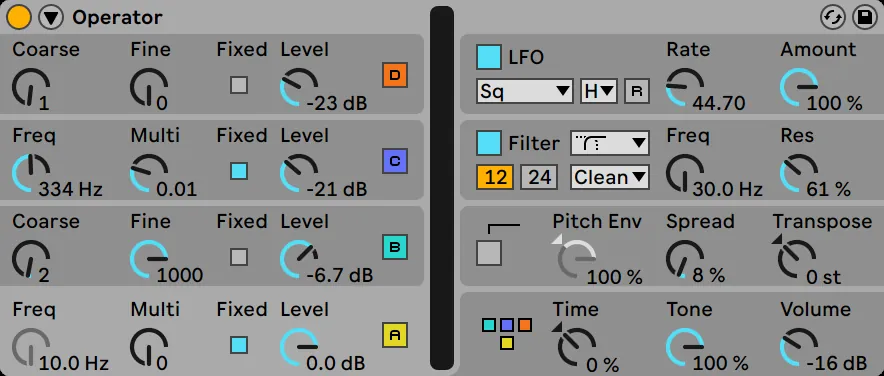 Operator
Coarse Fine Fixed Level
1 0 -23 dB D
Freq Multi Fixed Level
334 Hz 0.01 -21 dB C
Coarse Fine Fixed Level
2 1000 -6.7 dB B
Freq Multi Fixed Level
10.0 Hz 0 0.0 dB A
LFO Rate Amount
Sq H R 44.70 100 %
Filter Freq Res
12 24 Clean 30.0 Hz 61 %
Pitch Env Spread Transpose
100 % 8 % 0 st
Time Tone Volume
0 % 100 % -16 dB